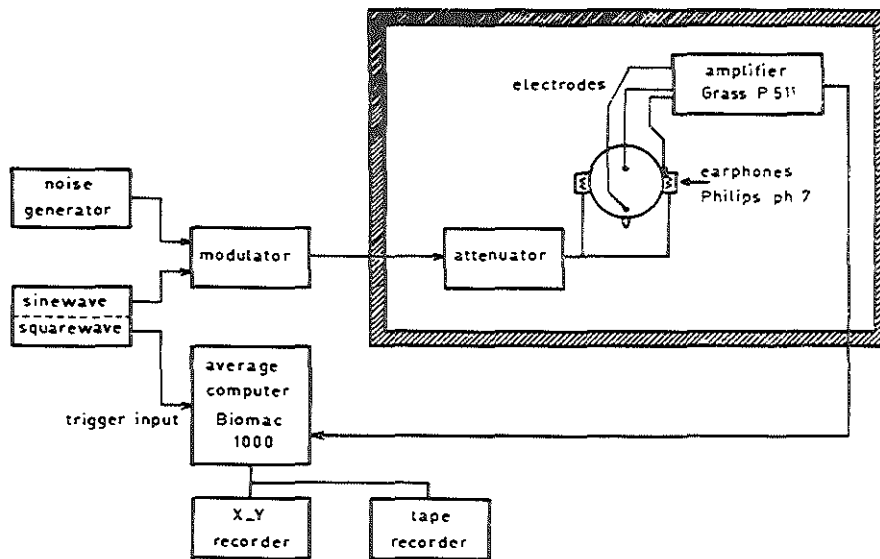 amplifier
Grass P 511
electrodes
earphones
Philips ph 7
noise
generator
modulator
attenuator
sinewave
squarewave
average
computer
Biomac
1000
trigger input
X_Y
recorder
tape
recorder